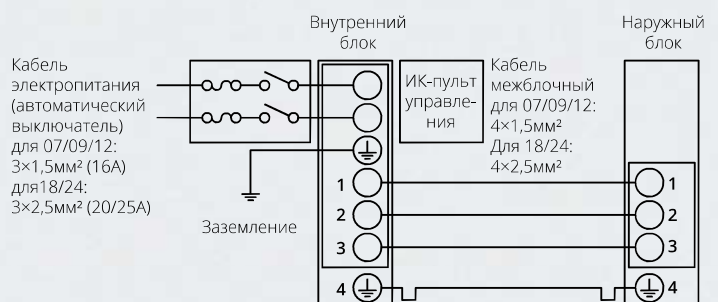 Внутренний
блок
Наружный
блок
Кабель
электропитания
(автоматический
выключатель)
для 07/09/12:
3×1,5мм² (16А)
для18/24:
3×2,5мм² (20/25А)
ИК-пульт
управле-
ния
Кабель
межблочный
для 07/09/12:
4×1,5мм²
Для 18/24:
4×2,5мм²
Заземление
1
2
3
4
1
2
3
4